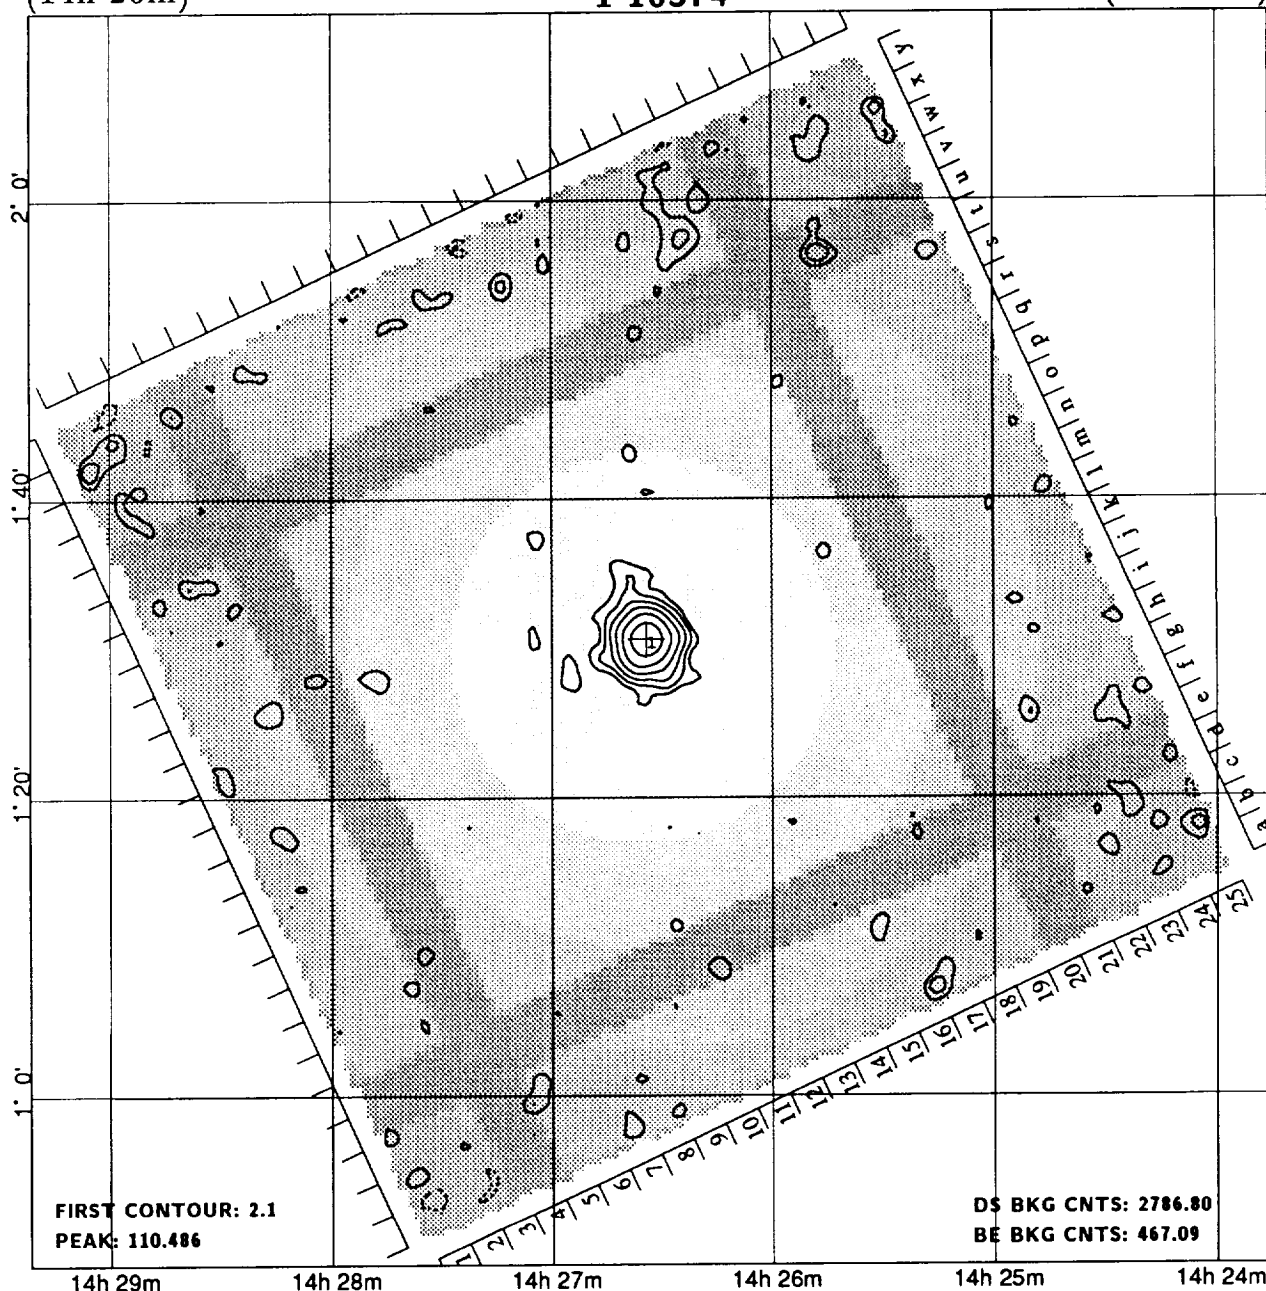 2° 0'
1° 40'
1° 20'
1° 0'
y x w v u t s r q p o n m l k j i h g f e d c b a
1
1 2 3 4 5 6 7 8 9 10 11 12 13 14 15 16 17 18 19 20 21 22 23 24 25
FIRST CONTOUR: 2.1
PEAK: 110.486
DS BKG CNTS: 2786.80
BE BKG CNTS: 467.09
14h 29m 14h 28m 14h 27m 14h 26m 14h 25m 14h 24m